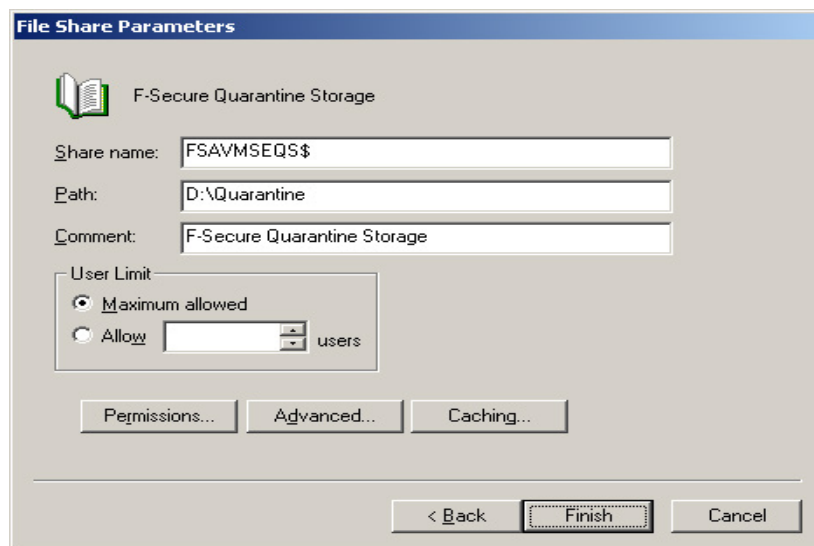 File Share Parameters
F-Secure Quarantine Storage
Share name: FSAVMSEQS$
Path: D:\Quarantine
Comment: F-Secure Quarantine Storage
User Limit
Maximum allowed
Allow users
Permissions... Advanced... Caching...
< Back Finish Cancel